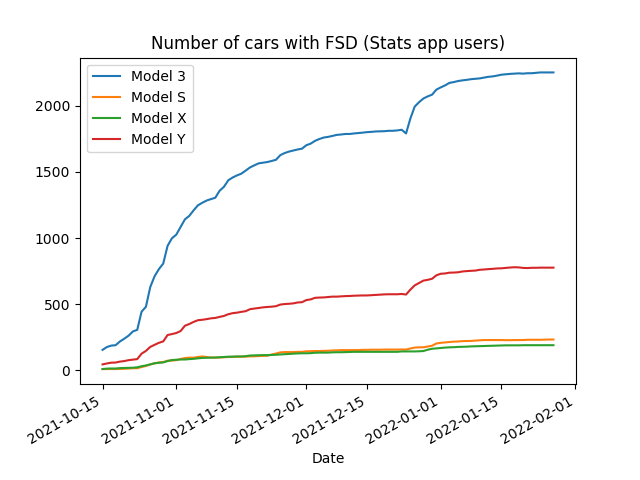 Number of cars with FSD (Stats app users)
Model 3
Model S
Model X
Model Y
2000
1500
1000
500
0
2021-10-15
2021-11-01
2021-11-15
2021-12-01
2021-12-15
2022-01-01
2022-01-15
2022-02-01
Date